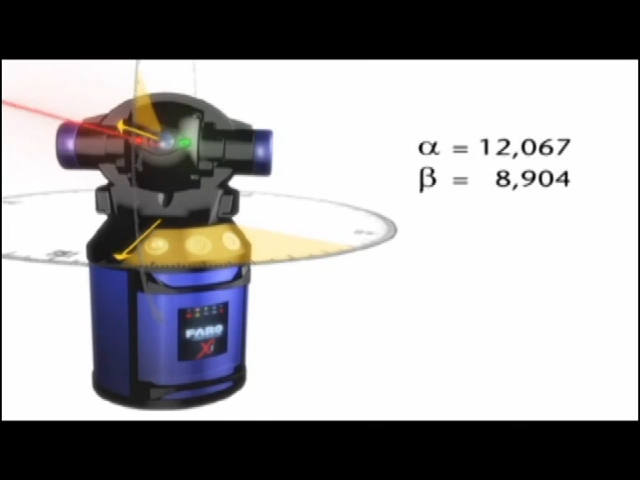 α = 12,067
β = 8,904
FARO
Xi